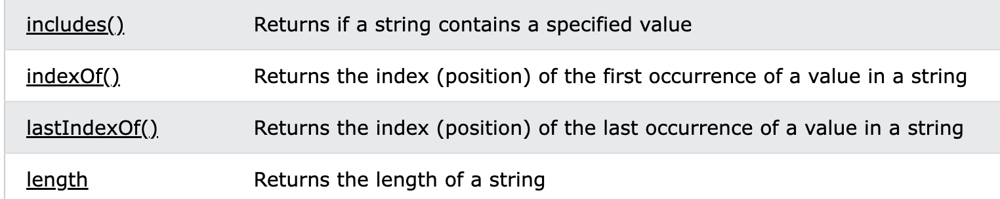 includes() Returns if a string contains a specified value
indexOf() Returns the index (position) of the first occurrence of a value in a string
lastIndexOf() Returns the index (position) of the last occurrence of a value in a string
length Returns the length of a string